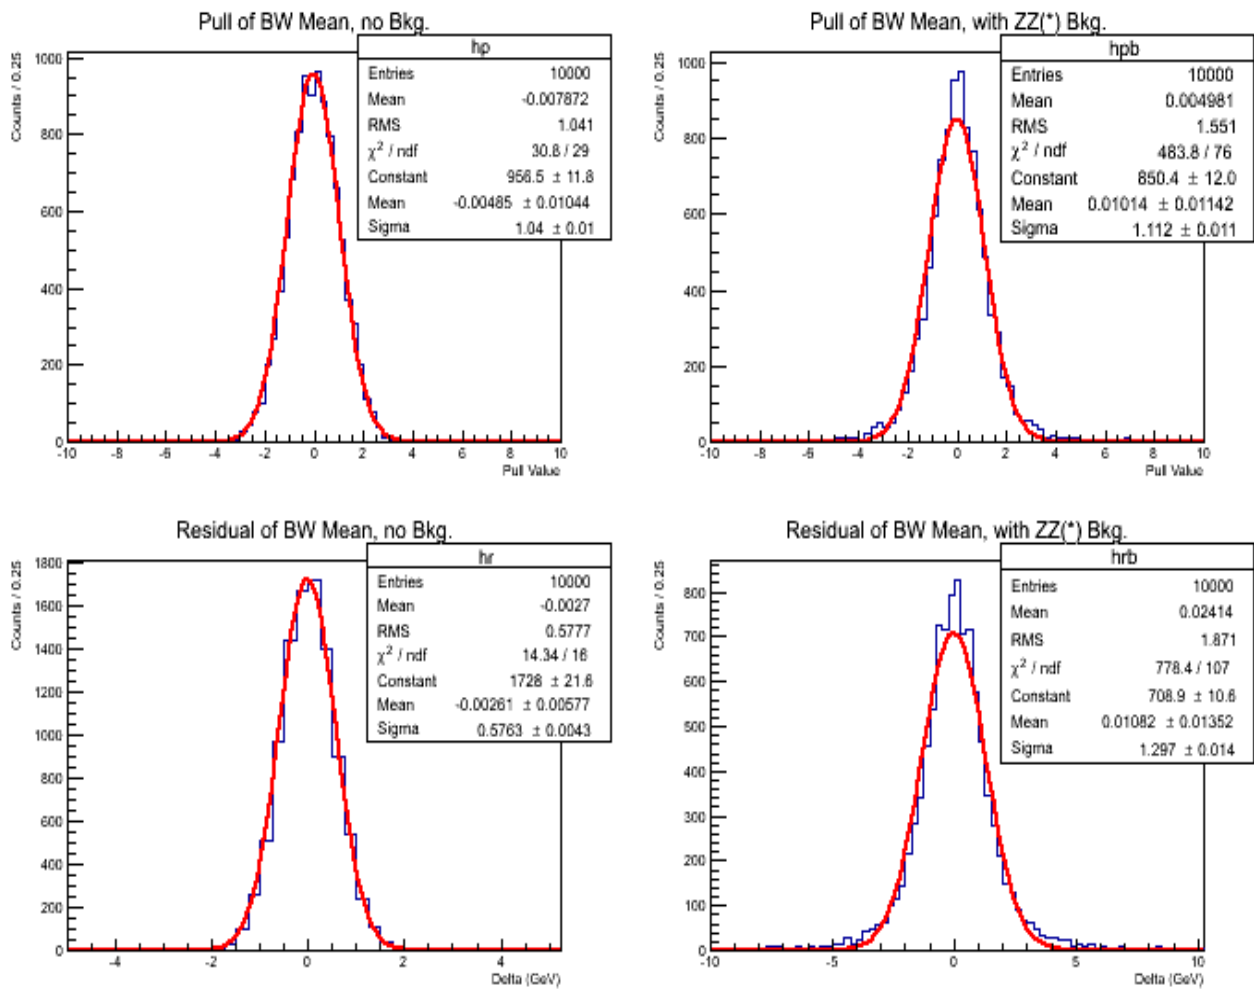 Pull of BW Mean, no Bkg.
Counts / 0.25
hp
Entries 10000
Mean -0.007872
RMS 1.041
χ² / ndf 30.8 / 29
Constant 956.5 ± 11.8
Mean -0.00485 ± 0.01044
Sigma 1.04 ± 0.01
1000
800
600
400
200
0
-10 -8 -6 -4 -2 0 2 4 6 8 10
Pull Value
Pull of BW Mean, with ZZ(*) Bkg.
Counts / 0.25
hpb
Entries 10000
Mean 0.004981
RMS 1.551
χ² / ndf 483.8 / 76
Constant 850.4 ± 12.0
Mean 0.01014 ± 0.01142
Sigma 1.112 ± 0.011
1000
800
600
400
200
0
-10 -8 -6 -4 -2 0 2 4 6 8 10
Pull Value
Residual of BW Mean, no Bkg.
Counts / 0.25
hr
Entries 10000
Mean -0.0027
RMS 0.5777
χ² / ndf 14.34 / 16
Constant 1728 ± 21.6
Mean -0.00261 ± 0.00577
Sigma 0.5763 ± 0.0043
1800
1600
1400
1200
1000
800
600
400
200
0
-4 -2 0 2 4
Delta (GeV)
Residual of BW Mean, with ZZ(*) Bkg.
Counts / 0.25
hrb
Entries 10000
Mean 0.02414
RMS 1.871
χ² / ndf 778.4 / 107
Constant 708.9 ± 10.6
Mean 0.01082 ± 0.01352
Sigma 1.297 ± 0.014
800
700
600
500
400
300
200
100
0
-10 -5 0 5 10
Delta (GeV)